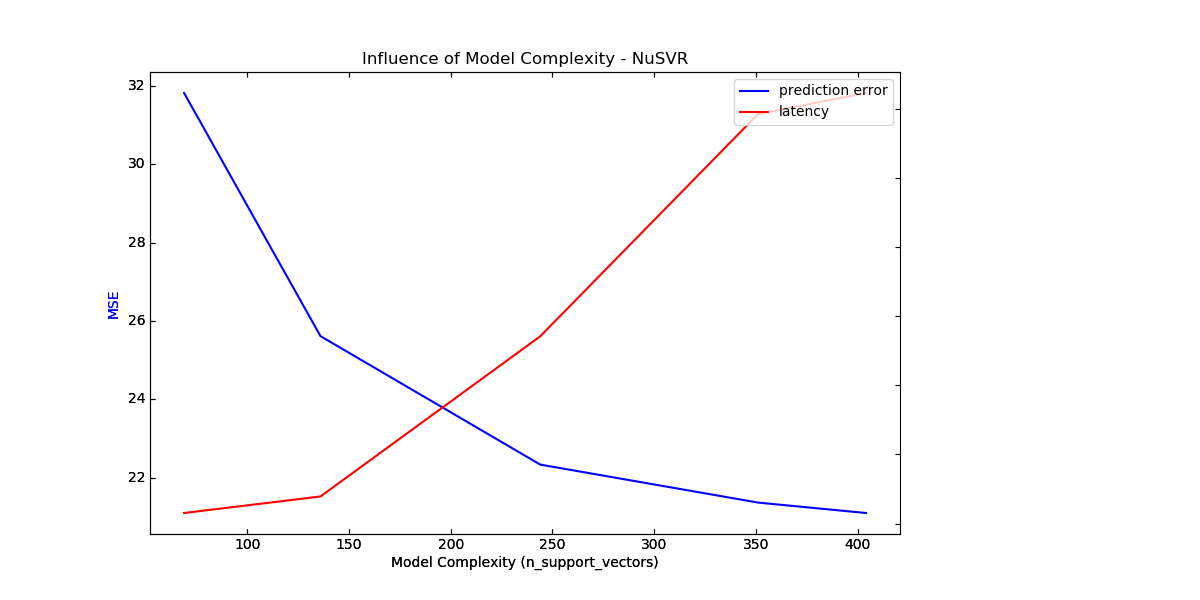 Influence of Model Complexity - NuSVR
prediction error
latency
32
30
28
26
24
22
MSE
100 150 200 250 300 350 400
Model Complexity (n_support_vectors)